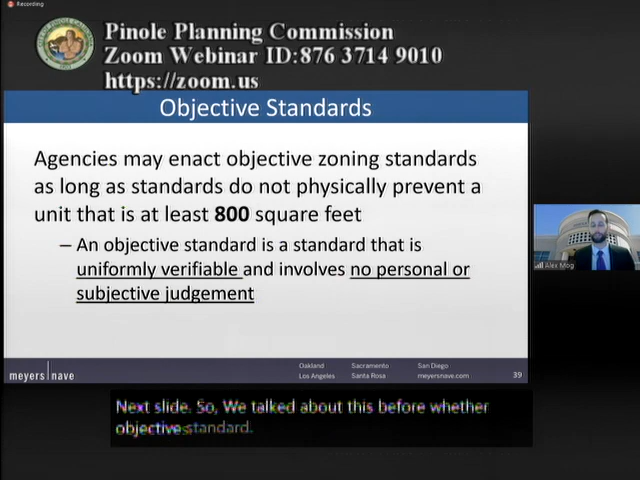 Recording
Pinole Planning Commission
Zoom Webinar ID:876 3714 9010
https://zoom.us
Objective Standards
Agencies may enact objective zoning standards
as long as standards do not physically prevent a
unit that is at least 800 square feet
– An objective standard is a standard that is
uniformly verifiable and involves no personal or
subjective judgement
Alex Mog
meyers nave
Oakland Sacramento San Diego
Los Angeles Santa Rosa meyersnave.com
39
Next slide. So, We talked about this before whether
objective standard.